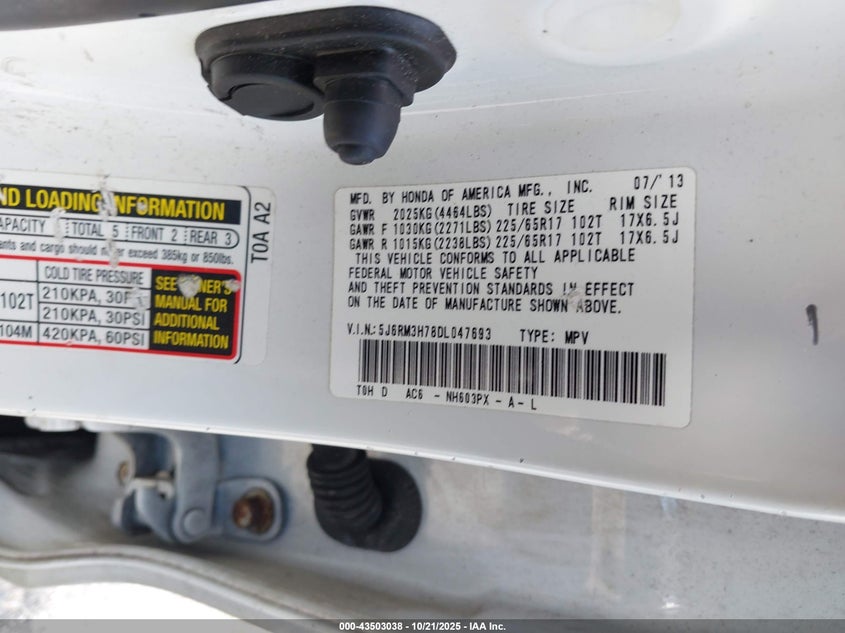 ND LOADING INFORMATION
APACITY TOTAL 5 FRONT 2 REAR 3
ants and cargo should never exceed 385kg or 850lbs.
COLD TIRE PRESSURE
102T 210KPA, 30P
210KPA, 30PSI
104M 420KPA, 60PSI
SEE OWNER'S
MANUAL FOR
ADDITIONAL
INFORMATION
T0A A2
MFD. BY HONDA OF AMERICA MFG., INC. 07/'13
GVWR 2025KG(4464LBS) TIRE SIZE RIM SIZE
GAWR F 1030KG(2271LBS) 225/65R17 102T 17X6.5J
GAWR R 1015KG(2238LBS) 225/65R17 102T 17X6.5J
THIS VEHICLE CONFORMS TO ALL APPLICABLE
FEDERAL MOTOR VEHICLE SAFETY
AND THEFT PREVENTION STANDARDS IN EFFECT
ON THE DATE OF MANUFACTURE SHOWN ABOVE.
V.I.N.: 5J6RM3H76DL047693 TYPE: MPV
T0H D AC6 - NH603PX - A - L
1
000-43503038 - 10/21/2025 - IAA Inc.